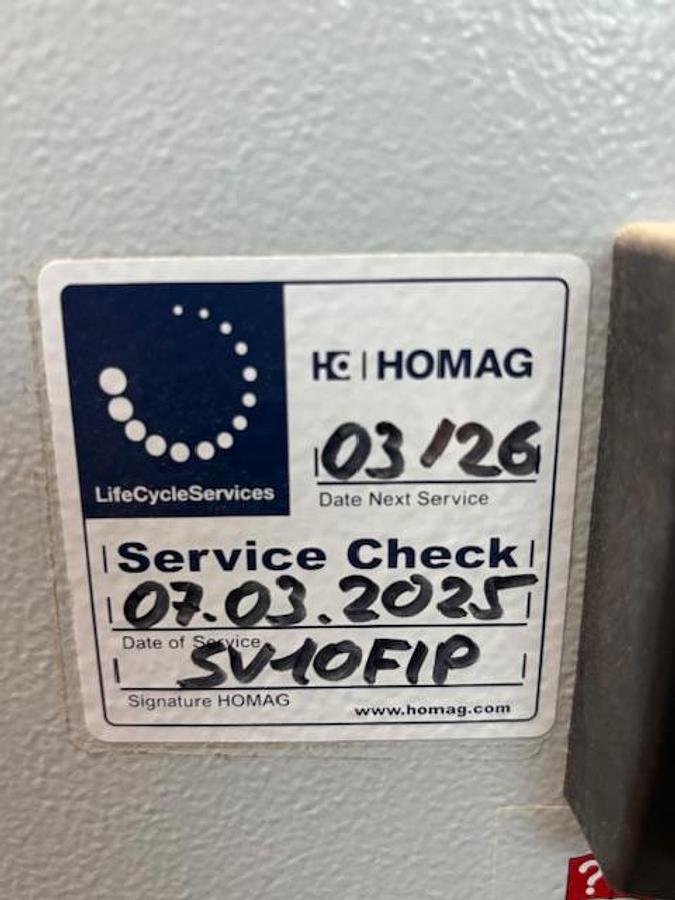 HOMAG
03/26
Date Next Service
LifeCycleServices
Service Check
07.03.2025
Date of Service
SV10FIP
Signature HOMAG
www.homag.com
?